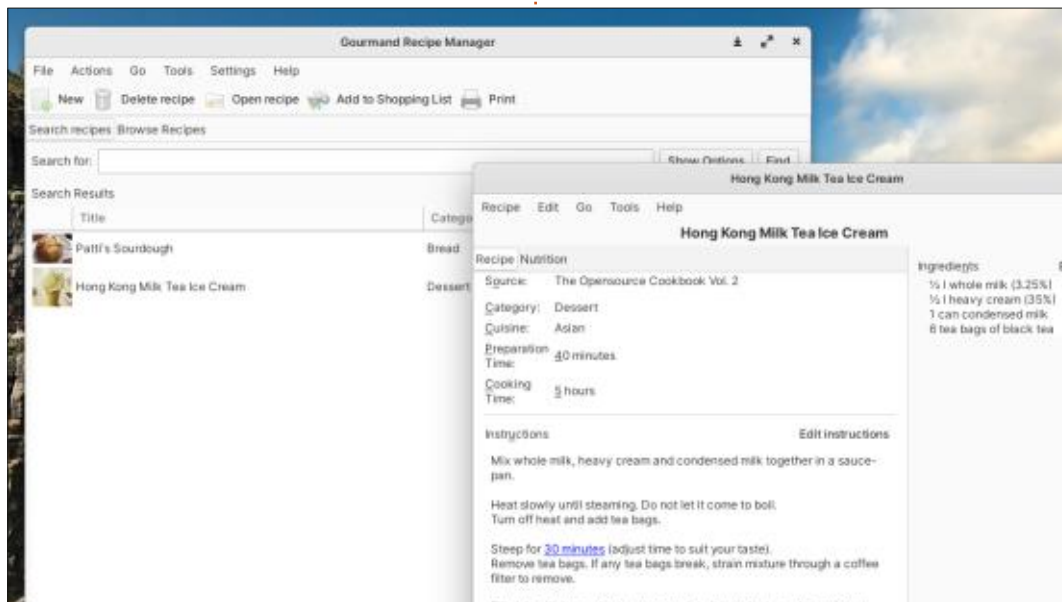 Gourmand Recipe Manager
File Actions Go Tools Settings Help
New Delete recipe Open recipe Add to Shopping List Print
Search recipes Browse Recipes
Search for:
Show Options Find
Search Results
Title
Patti's Sourdough Bread
Hong Kong Milk Tea Ice Cream Dessert
Hong Kong Milk Tea Ice Cream
Recipe Edit Go Tools Help
Hong Kong Milk Tea Ice Cream
Recipe Nutrition
Source: The Opensource Cookbook Vol. 2
Category: Dessert
Cuisine: Asian
Preparation
Time: 40 minutes
Cooking
Time: 5 hours
Instructions Edit instructions
Mix whole milk, heavy cream and condensed milk together in a sauce-
pan.
Heat slowly until steaming. Do not let it come to boil.
Turn off heat and add tea bags.
Steep for 30 minutes (adjust time to suit your taste).
Remove tea bags. If any tea bags break, strain mixture through a coffee
filter to remove.
Ingredients
l whole milk (3.25%)
l heavy cream (35%)
1 can condensed milk
6 tea bags of black tea